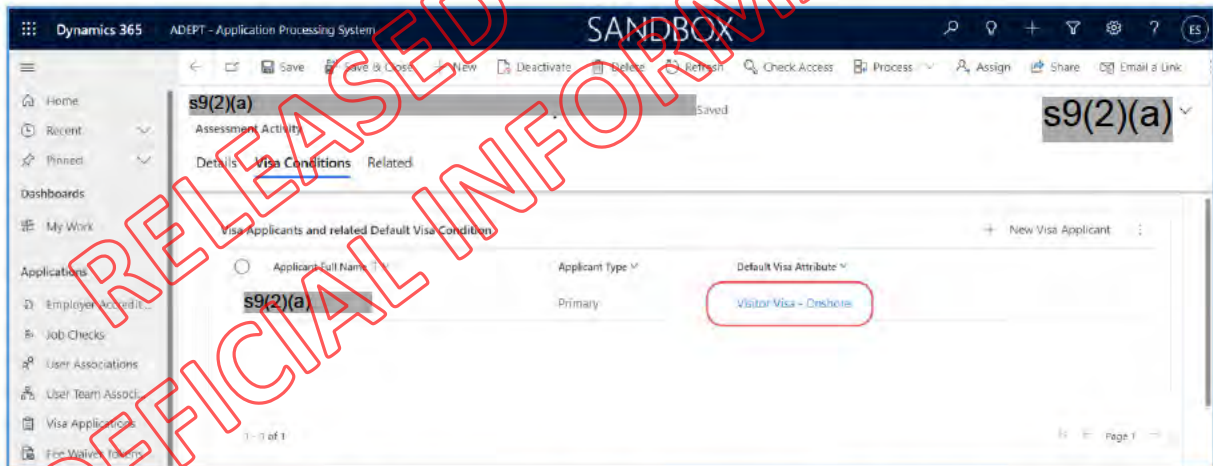 Dynamics 365 ADEPT - Application Processing System SANDBOX ? ES
Save Save & Close New Deactivate Delete Refresh Check Access Process Assign Share Email a Link
Home
Recent
Pinned
Dashboards
My Work
Applications
Employer Accredit...
Job Checks
User Associations
User Team Associ...
Visa Applications
Fee Waiver Tokens
s9(2)(a) Saved s9(2)(a)
Assessment Activity
Details Visa Conditions Related
Visa Applicants and related Default Visa Condition + New Visa Applicant
Applicant Full Name Applicant Type Default Visa Attribute
s9(2)(a) Primary Visitor Visa - Onshore
1 - 1 of 1 Page 1
RELEASED
OFFICIAL INFORM